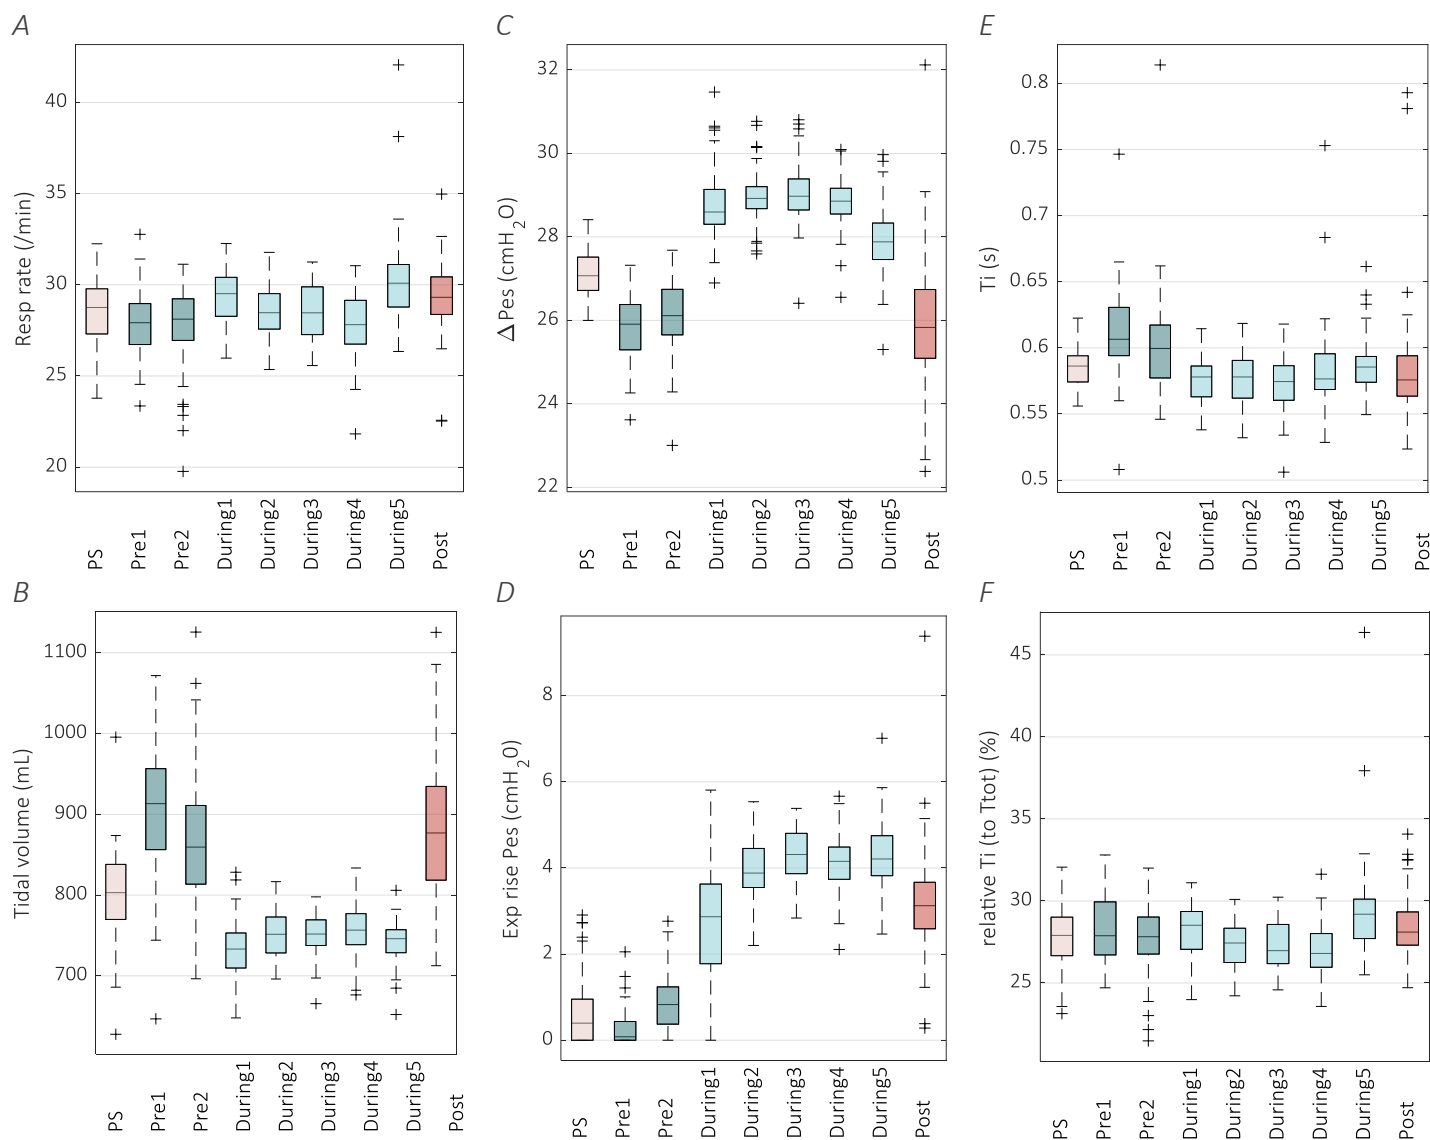 A
Resp rate (/min)
40
35
30
25
20
PS
Pre1
Pre2
During1
During2
During3
During4
During5
Post
C
ΔPes (cmH2O)
32
30
28
26
24
22
PS
Pre1
Pre2
During1
During2
During3
During4
During5
Post
E
Ti (s)
0.8
0.75
0.7
0.65
0.6
0.55
0.5
PS
Pre1
Pre2
During1
During2
During3
During4
During5
Post
B
Tidal volume (mL)
1100
1000
900
800
700
PS
Pre1
Pre2
During1
During2
During3
During4
During5
Post
D
Exp rise Pes (cmH2O)
8
6
4
2
0
PS
Pre1
Pre2
During1
During2
During3
During4
During5
Post
F
relative Ti (to Ttot) (%)
45
40
35
30
25
PS
Pre1
Pre2
During1
During2
During3
During4
During5
Post